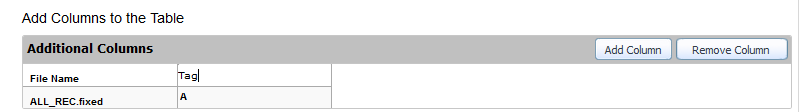 Add Columns to the Table
Additional Columns Add Column Remove Column
File Name Tag
ALL_REC.fixed A